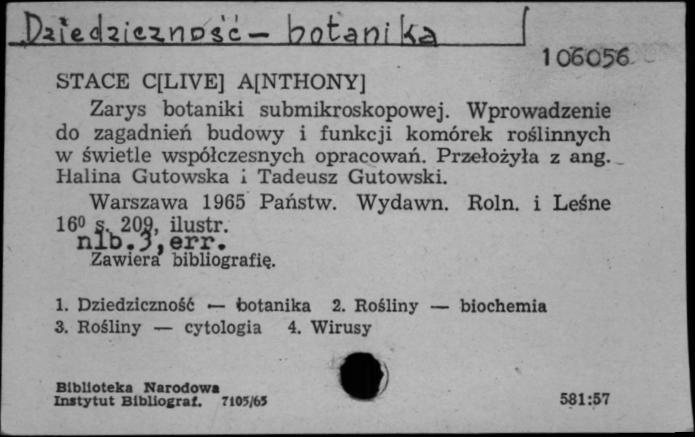 Dziedziczność – botanika
106056
STACE C[LIVE] A[NTHONY]
Zarys botaniki submikroskopowej. Wprowadzenie
do zagadnień budowy i funkcji komórek roślinnych
w świetle współczesnych opracowań. Przełożyła z ang.
Halina Gutowska i Tadeusz Gutowski.
Warszawa 1965 Państw. Wydawn. Roln. i Leśne
16⁰ s. 209, ilustr.
nlb.3,err.
Zawiera bibliografię.
1. Dziedziczność — botanika 2. Rośliny — biochemia
3. Rośliny — cytologia 4. Wirusy
Biblioteka Narodowa
Instytut Bibliograf. 7105/65
581:57